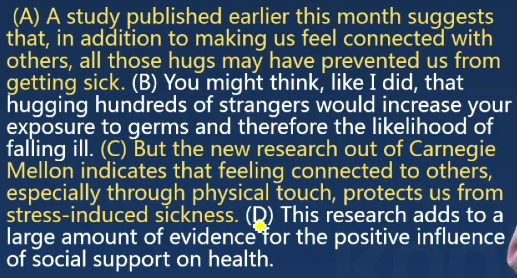 (A) A study published earlier this month suggests
that, in addition to making us feel connected with
others, all those hugs may have prevented us from
getting sick. (B) You might think, like I did, that
hugging hundreds of strangers would increase your
exposure to germs and therefore the likelihood of
falling ill. (C) But the new research out of Carnegie
Mellon indicates that feeling connected to others,
especially through physical touch, protects us from
stress-induced sickness. (D) This research adds to a
large amount of evidence for the positive influence
of social support on health.